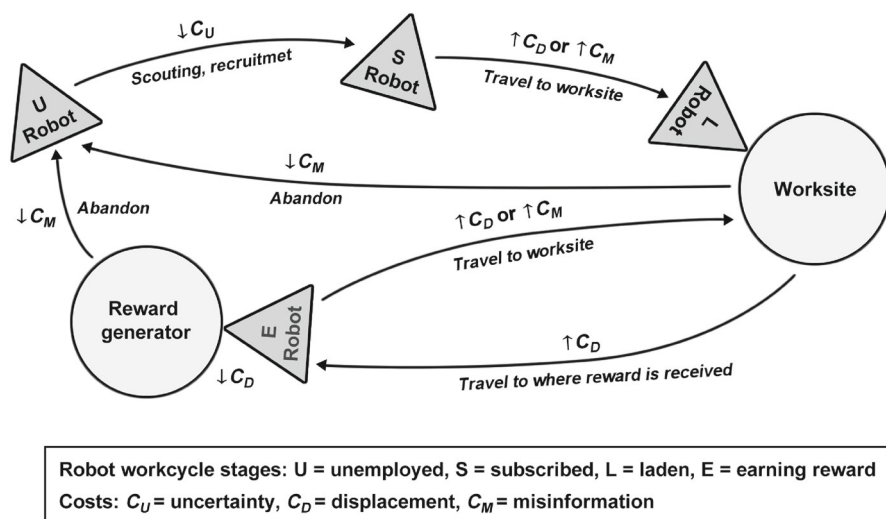 ↓C_U
Scouting, recruitmet
S
Robot
↑C_D or ↑C_M
Travel to worksite
L
Robot
U
Robot
↓C_M
Abandon
Worksite
↓C_M
Abandon
↑C_D or ↑C_M
Travel to worksite
Reward
generator
E
Robot
↓C_D
↑C_D
Travel to where reward is received
Robot workcycle stages: U = unemployed, S = subscribed, L = laden, E = earning reward
Costs: C_U = uncertainty, C_D = displacement, C_M = misinformation